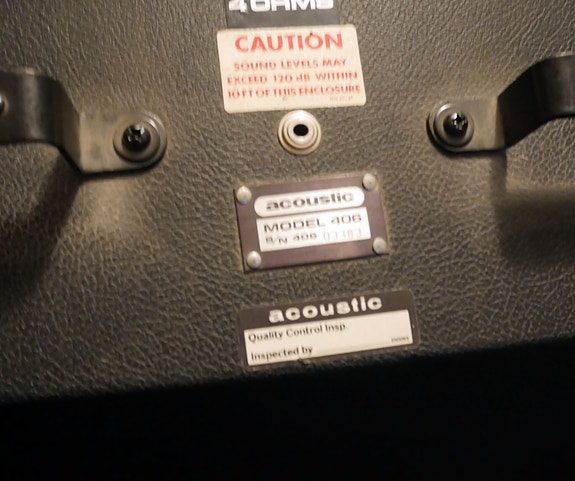 4 OHMS
CAUTION
SOUND LEVELS MAY
EXCEED 120 dB WITHIN
10 FT OF THIS ENCLOSURE
acoustic
MODEL 406
S/N 406 03383
acoustic
Quality Control Insp.
Inspected by